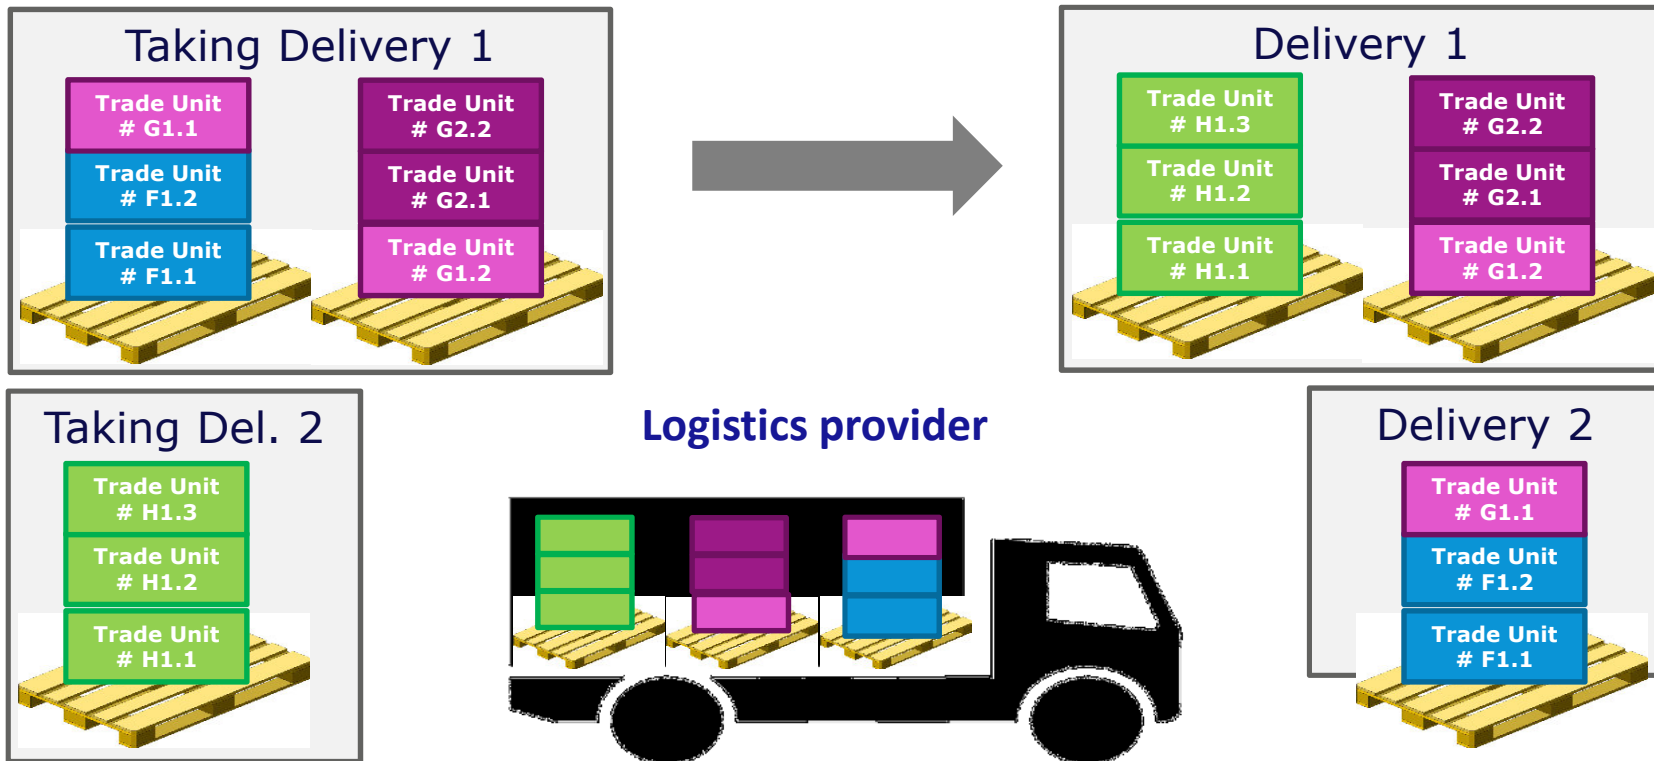 Taking Delivery 1
Trade Unit
# G1.1
Trade Unit
# F1.2
Trade Unit
# F1.1
Trade Unit
# G2.2
Trade Unit
# G2.1
Trade Unit
# G1.2
Delivery 1
Trade Unit
# H1.3
Trade Unit
# H1.2
Trade Unit
# H1.1
Trade Unit
# G2.2
Trade Unit
# G2.1
Trade Unit
# G1.2
Taking Del. 2
Trade Unit
# H1.3
Trade Unit
# H1.2
Trade Unit
# H1.1
Logistics provider
Delivery 2
Trade Unit
# G1.1
Trade Unit
# F1.2
Trade Unit
# F1.1